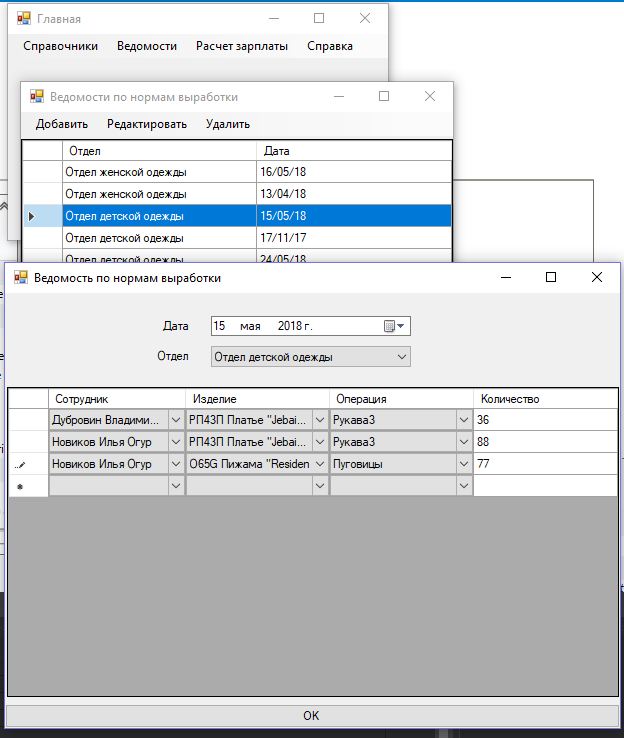 Главная
Справочники Ведомости Расчет зарплаты Справка
Ведомости по нормам выработки
Добавить Редактировать Удалить
Отдел Дата
Отдел женской одежды 16/05/18
Отдел женской одежды 13/04/18
Отдел детской одежды 15/05/18
Отдел детской одежды 17/11/17
Отдел детской одежды 24/05/18
Ведомость по нормам выработки
Дата 15 мая 2018 г.
Отдел Отдел детской одежды
Сотрудник Изделие Операция Количество
Дубровин Владими... РП43П Платье "Jebai... Рукава3 36
Новиков Илья Огур РП43П Платье "Jebai... Рукава3 88
Новиков Илья Огур O65G Пижама "Residen Пуговицы 77
OK